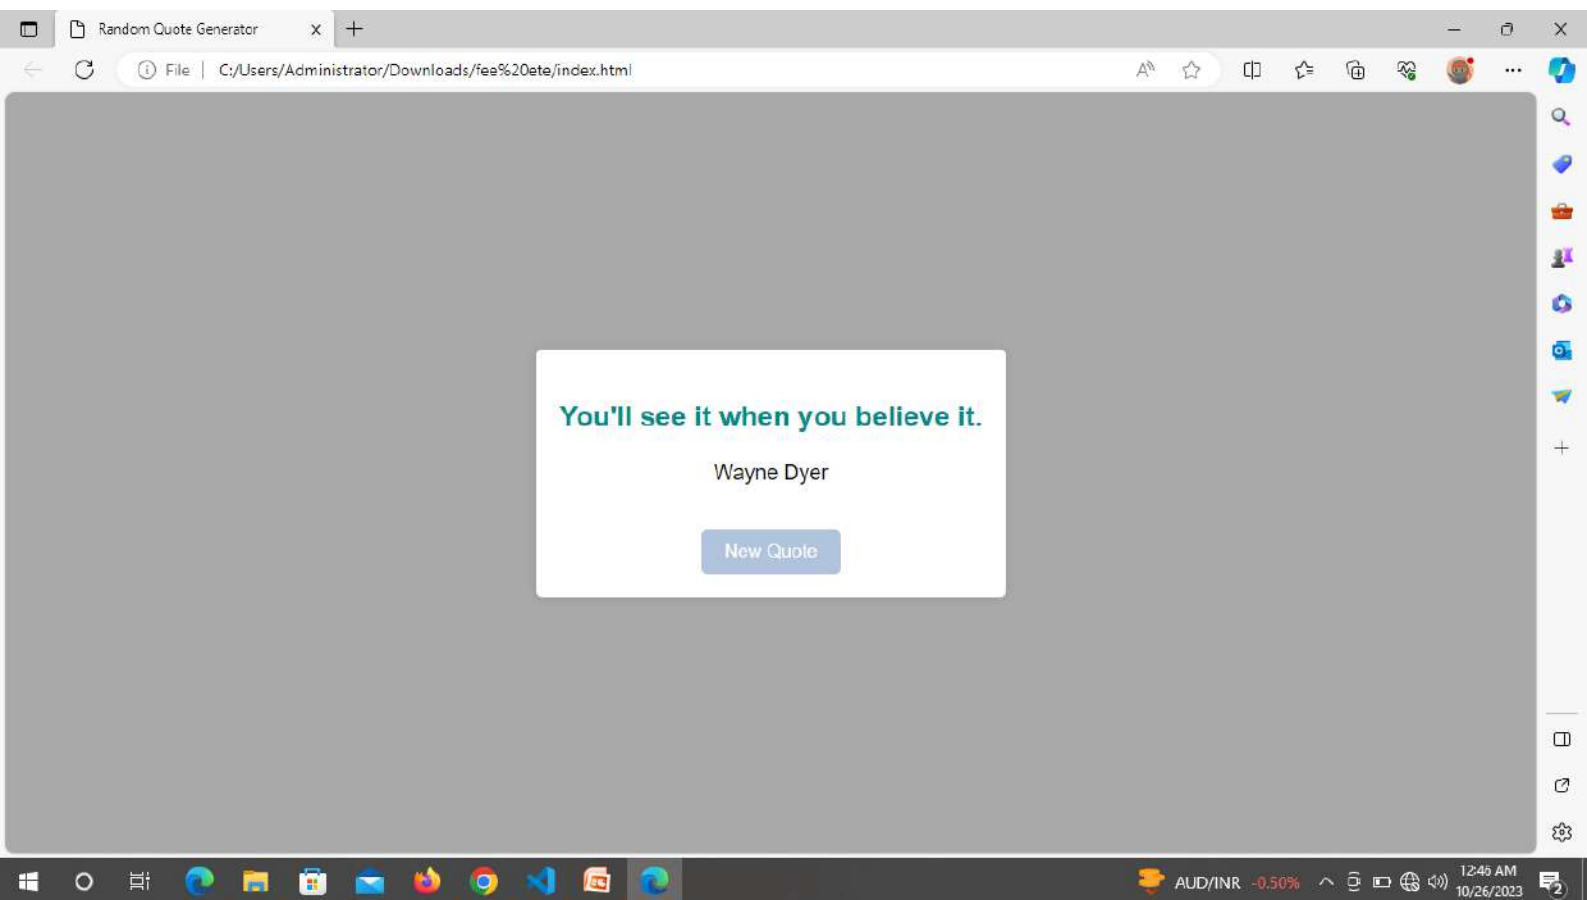 Random Quote Generator
File | C:/Users/Administrator/Downloads/fee%20ete/index.html
You'll see it when you believe it.
Wayne Dyer
New Quote
AUD/INR -0.50%
12:46 AM
10/26/2023
2